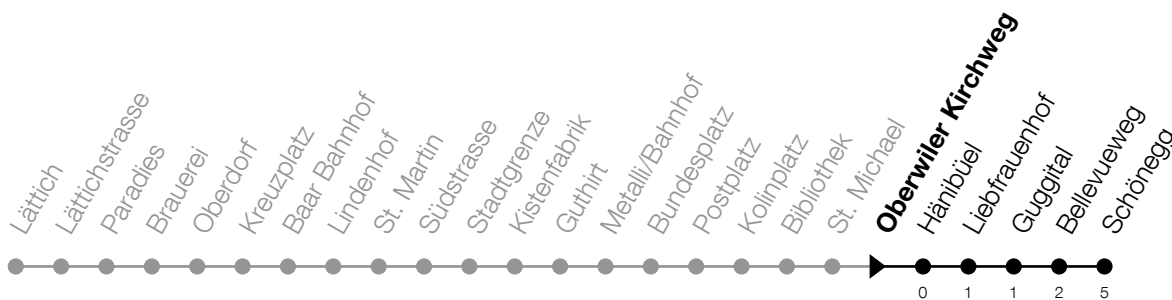 Lättich
Lättichstrasse
Paradies
Brauerei
Oberdorf
Kreuzplatz
Baar Bahnhof
Lindenhof
St. Martin
Südstrasse
Stadtgrenze
Kistenfabrik
Guthirt
Metalli/Bahnhof
Bundesplatz
Postplatz
Kolinplatz
Bibliothek
St. Michael
Oberwiler Kirchweg
Hänibüel
Liebfrauenhof
Guggital
Bellevueweg
Schönegg
0 1 1 2 5